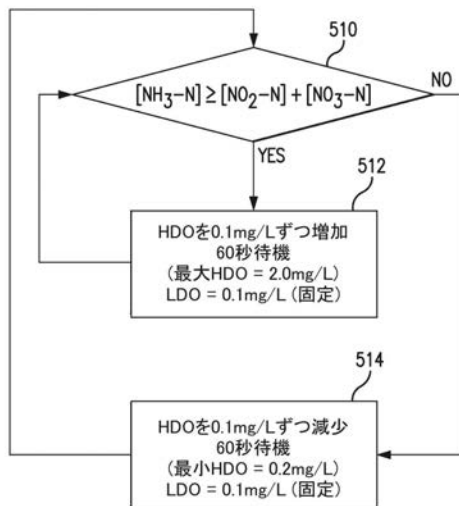 510
[NH3-N] ≥ [NO2-N] + [NO3-N]
NO
YES
512
HDOを0.1mg/Lずつ増加
60秒待機
(最大HDO = 2.0mg/L)
LDO = 0.1mg/L (固定)
514
HDOを0.1mg/Lずつ減少
60秒待機
(最小HDO = 0.2mg/L)
LDO = 0.1mg/L (固定)